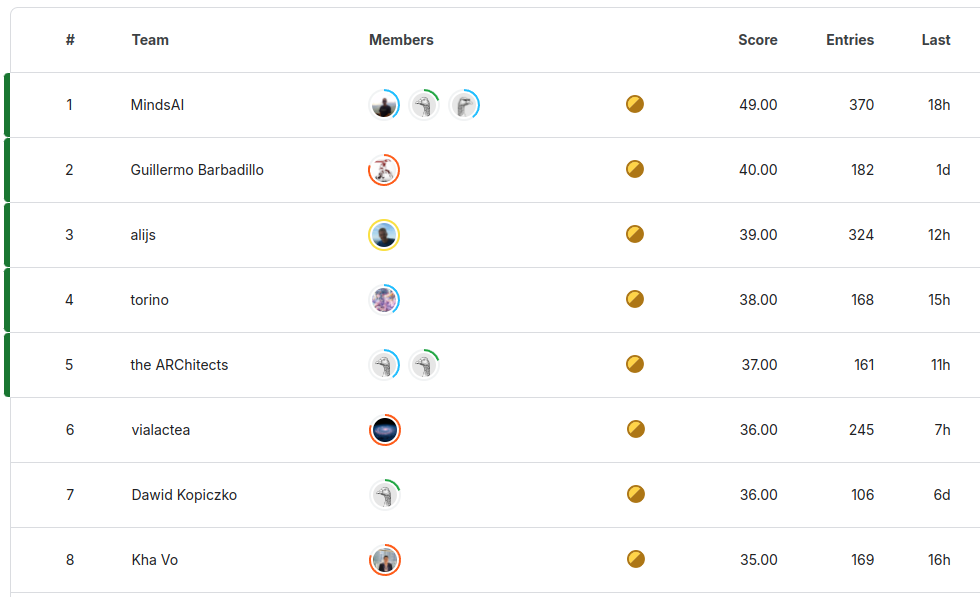 # Team Members Score Entries Last
1 MindsAI 49.00 370 18h
2 Guillermo Barbadillo 40.00 182 1d
3 alijs 39.00 324 12h
4 torino 38.00 168 15h
5 the ARChitects 37.00 161 11h
6 vialactea 36.00 245 7h
7 Dawid Kopiczko 36.00 106 6d
8 Kha Vo 35.00 169 16h